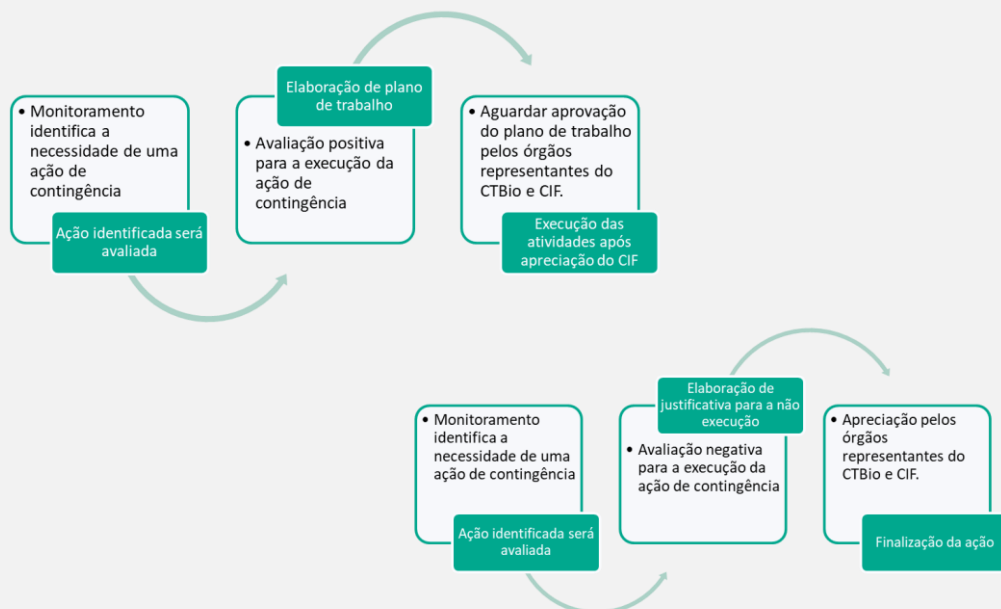 • Monitoramento
identifica a
necessidade de uma
ação de
contingência
Ação identificada será
avaliada
Elaboração de plano
de trabalho
• Avaliação positiva
para a execução da
ação de
contingência
• Aguardar aprovação
do plano de trabalho
pelos órgãos
representantes do
CTBio e CIF.
Execução das
atividades após
apreciação do CIF
• Monitoramento
identifica a
necessidade de uma
ação de contingência
Ação identificada será
avaliada
Elaboração de
justificativa para a não
execução
• Avaliação negativa
para a execução da
ação de contingência
• Apreciação pelos
órgãos
representantes do
CTBio e CIF.
Finalização da ação